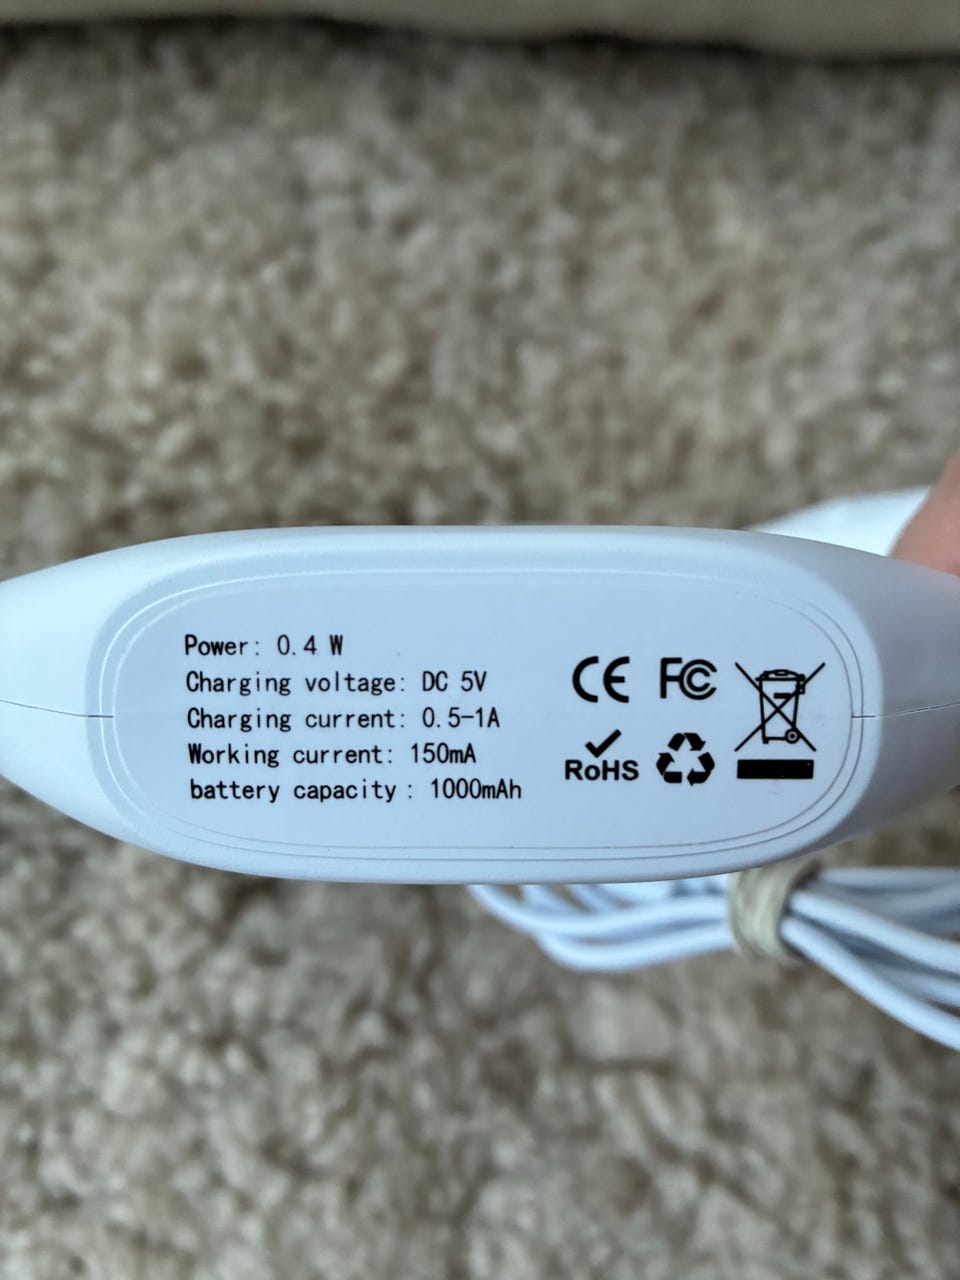 Power: 0.4 W
Charging voltage: DC 5V
Charging current: 0.5-1A
Working current: 150mA
battery capacity : 1000mAh
CE FC
RoHS